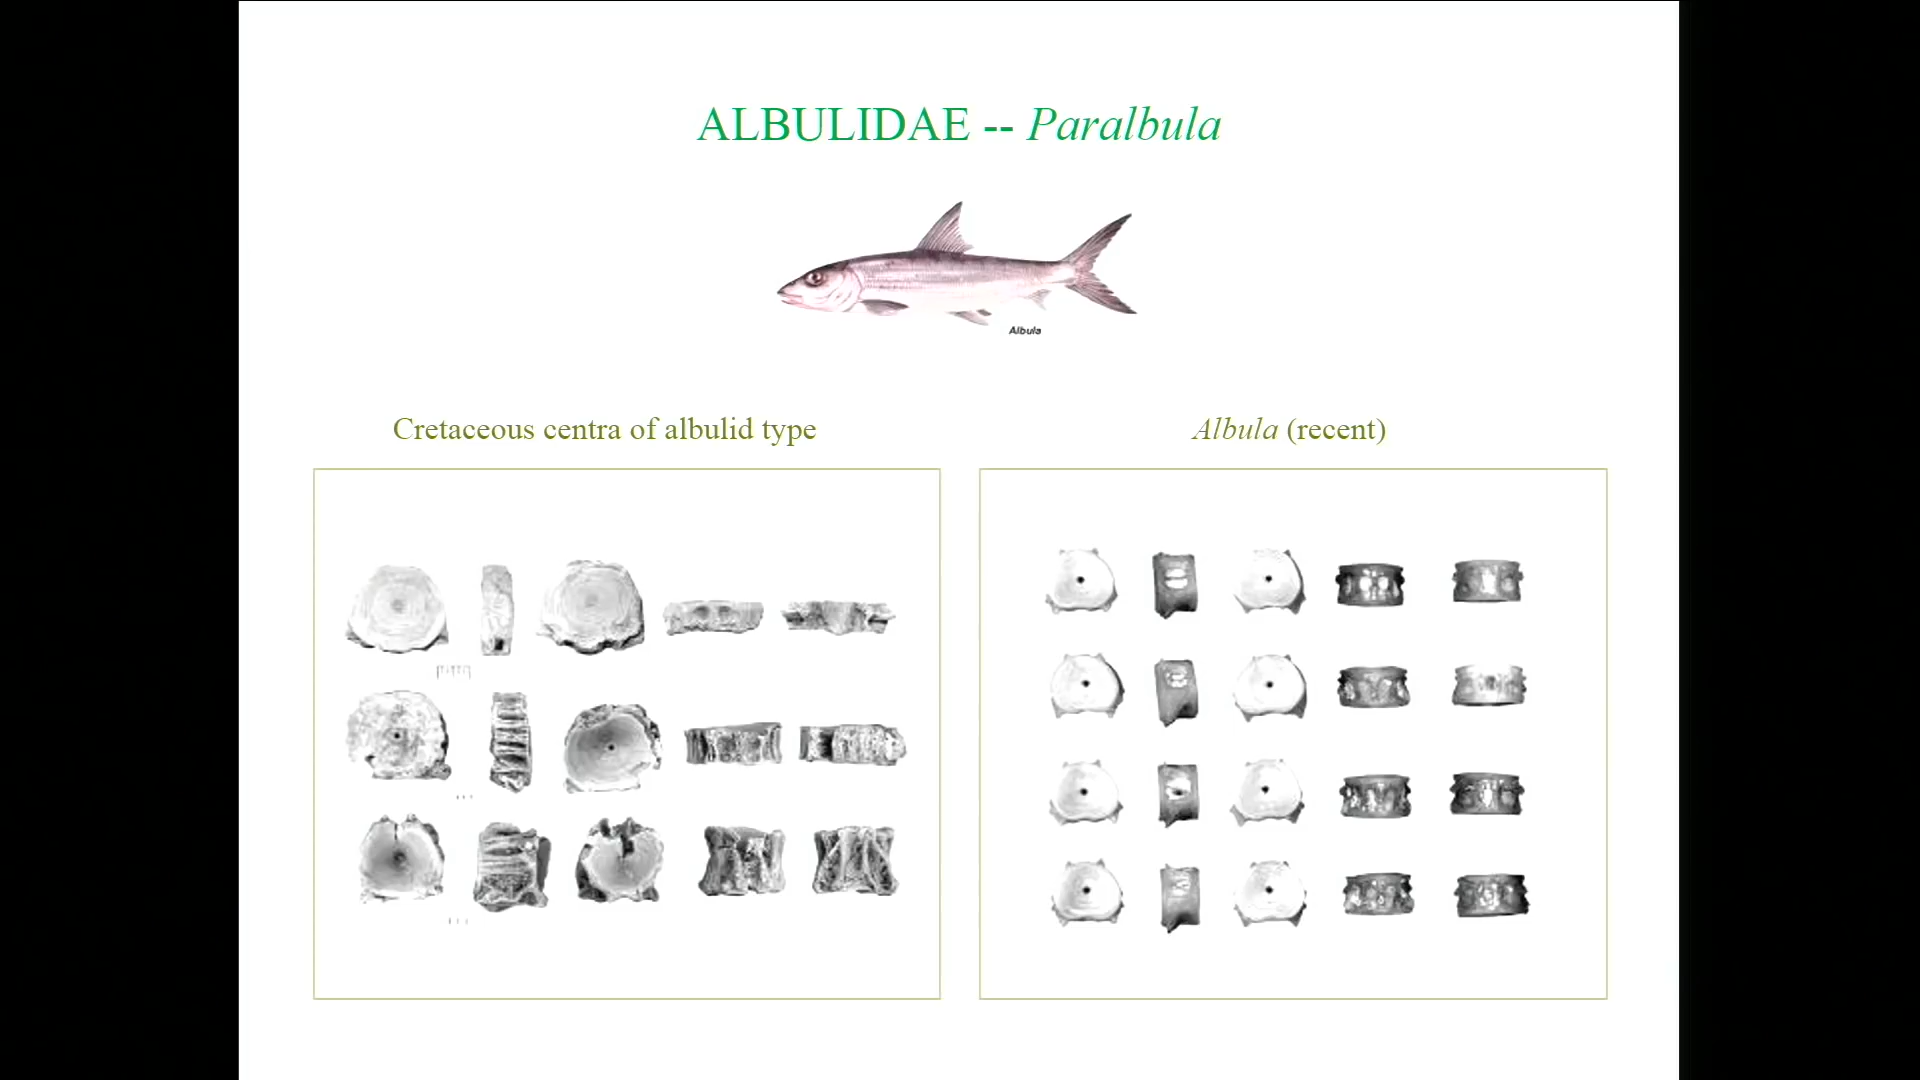 ALBULIDAE -- Paralbula
Albula
Cretaceous centra of albulid type
Albula (recent)